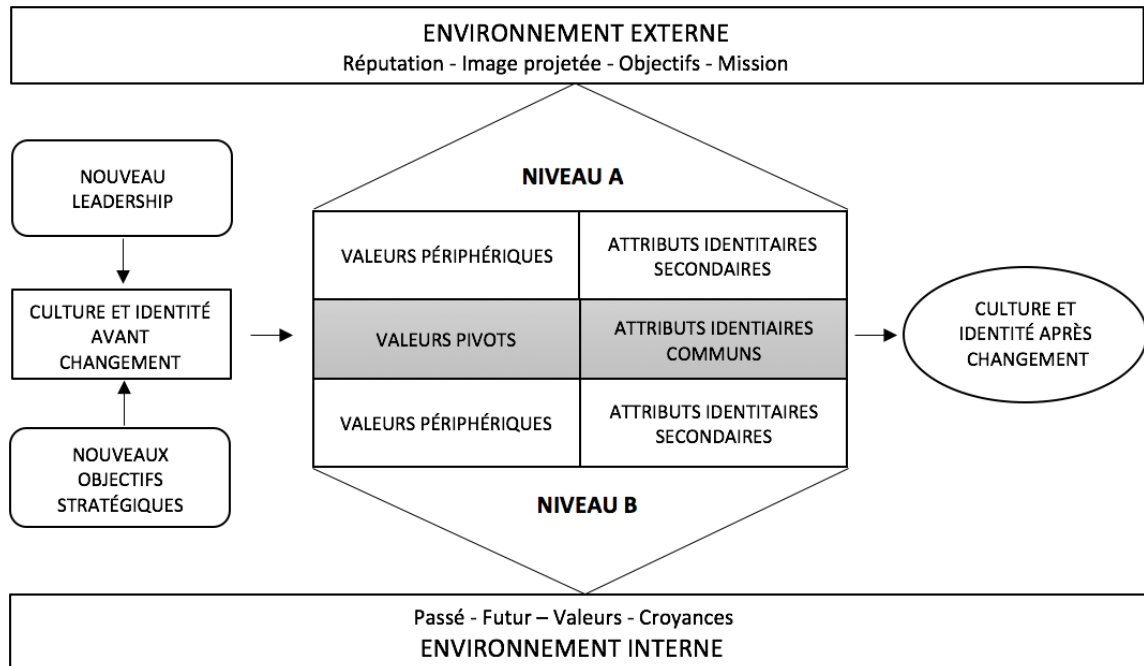 ENVIRONNEMENT EXTERNE
Réputation - Image projetée - Objectifs - Mission
NOUVEAU
LEADERSHIP
CULTURE ET IDENTITÉ
AVANT
CHANGEMENT
NOUVEAUX
OBJECTIFS
STRATÉGIQUES
NIVEAU A
VALEURS PÉRIPHÉRIQUES
ATTRIBUTS IDENTITAIRES
SECONDAIRES
VALEURS PIVOTS
ATTRIBUTS IDENTIAIRES
COMMUNS
VALEURS PÉRIPHÉRIQUES
ATTRIBUTS IDENTITAIRES
SECONDAIRES
NIVEAU B
CULTURE ET
IDENTITÉ APRÈS
CHANGEMENT
Passé - Futur – Valeurs - Croyances
ENVIRONNEMENT INTERNE